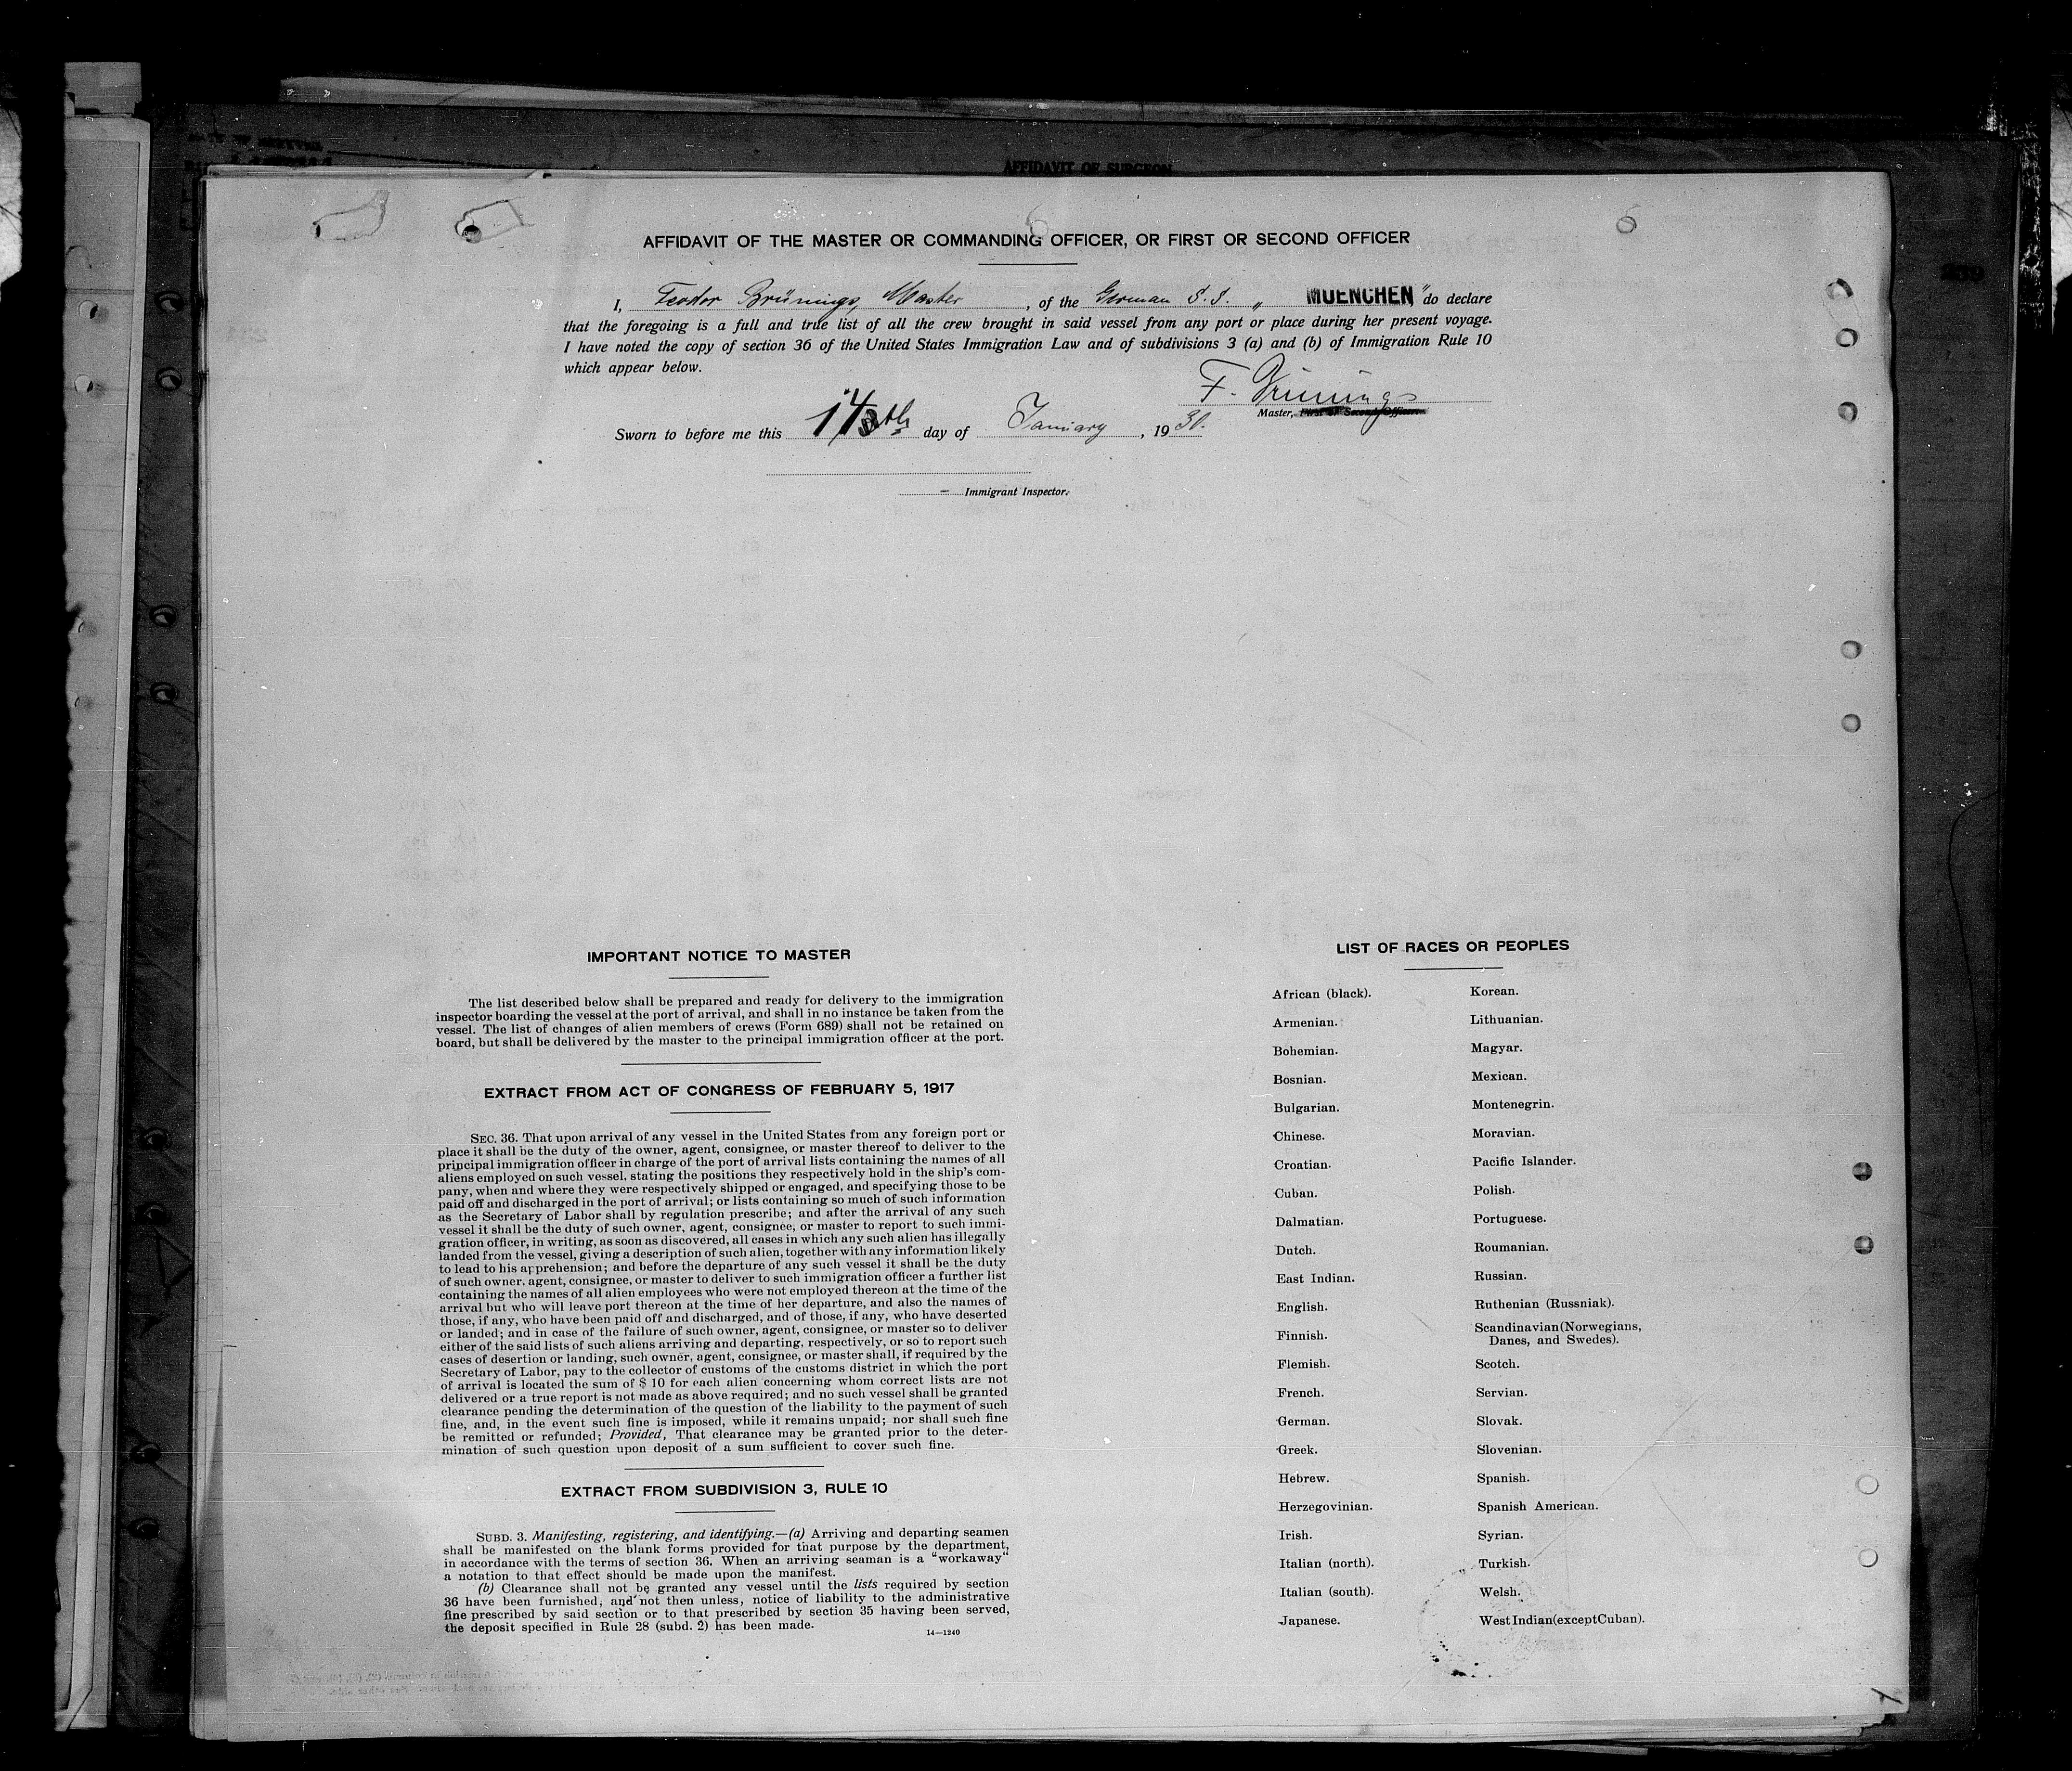 AFFIDAVIT OF SURGEON
AFFIDAVIT OF THE MASTER OR COMMANDING OFFICER, OR FIRST OR SECOND OFFICER
I, Feodor Brünings, Master, of the German S.S. „ MUENCHEN" do declare
that the foregoing is a full and true list of all the crew brought in said vessel from any port or place during her present voyage.
I have noted the copy of section 36 of the United States Immigration Law and of subdivisions 3 (a) and (b) of Immigration Rule 10
which appear below.
F. Brünings
Master, First or Second Officer.
Sworn to before me this 14th day of January, 1930.
Immigrant Inspector.
IMPORTANT NOTICE TO MASTER
The list described below shall be prepared and ready for delivery to the immigration
inspector boarding the vessel at the port of arrival, and shall in no instance be taken from the
vessel. The list of changes of alien members of crews (Form 689) shall not be retained on
board, but shall be delivered by the master to the principal immigration officer at the port.
EXTRACT FROM ACT OF CONGRESS OF FEBRUARY 5, 1917
SEC. 36. That upon arrival of any vessel in the United States from any foreign port or
place it shall be the duty of the owner, agent, consignee, or master thereof to deliver to the
principal immigration officer in charge of the port of arrival lists containing the names of all
aliens employed on such vessel, stating the positions they respectively hold in the ship's com-
pany, when and where they were respectively shipped or engaged, and specifying those to be
paid off and discharged in the port of arrival; or lists containing so much of such information
as the Secretary of Labor shall by regulation prescribe; and after the arrival of any such
vessel it shall be the duty of such owner, agent, consignee, or master to report to such immi-
gration officer, in writing, as soon as discovered, all cases in which any such alien has illegally
landed from the vessel, giving a description of such alien, together with any information likely
to lead to his apprehension; and before the departure of any such vessel it shall be the duty
of such owner, agent, consignee, or master to deliver to such immigration officer a further list
containing the names of all alien employees who were not employed thereon at the time of the
arrival but who will leave port thereon at the time of her departure, and also the names of
those, if any, who have been paid off and discharged, and of those, if any, who have deserted
or landed; and in case of the failure of such owner, agent, consignee, or master so to deliver
either of the said lists of such aliens arriving and departing, respectively, or so to report such
cases of desertion or landing, such owner, agent, consignee, or master shall, if required by the
Secretary of Labor, pay to the collector of customs of the customs district in which the port
of arrival is located the sum of $ 10 for each alien concerning whom correct lists are not
delivered or a true report is not made as above required; and no such vessel shall be granted
clearance pending the determination of the question of the liability to the payment of such
fine, and, in the event such fine is imposed, while it remains unpaid; nor shall such fine
be remitted or refunded; Provided, That clearance may be granted prior to the deter-
mination of such question upon deposit of a sum sufficient to cover such fine.
EXTRACT FROM SUBDIVISION 3, RULE 10
SUBD. 3. Manifesting, registering, and identifying.—(a) Arriving and departing seamen
shall be manifested on the blank forms provided for that purpose by the department,
in accordance with the terms of section 36. When an arriving seaman is a "workaway"
a notation to that effect should be made upon the manifest.
(b) Clearance shall not be granted any vessel until the lists required by section
36 have been furnished, and not then unless, notice of liability to the administrative
fine prescribed by said section or to that prescribed by section 35 having been served,
the deposit specified in Rule 28 (subd. 2) has been made.
14—1240
LIST OF RACES OR PEOPLES
African (black).
Armenian.
Bohemian.
Bosnian.
Bulgarian.
Chinese.
Croatian.
Cuban.
Dalmatian.
Dutch.
East Indian.
English.
Finnish.
Flemish.
French.
German.
Greek.
Hebrew.
Herzegovinian.
Irish.
Italian (north).
Italian (south).
Japanese.
Korean.
Lithuanian.
Magyar.
Mexican.
Montenegrin.
Moravian.
Pacific Islander.
Polish.
Portuguese.
Roumanian.
Russian.
Ruthenian (Russniak).
Scandinavian (Norwegians,
Danes, and Swedes).
Scotch.
Servian.
Slovak.
Slovenian.
Spanish.
Spanish American.
Syrian.
Turkish.
Welsh.
West Indian (except Cuban).